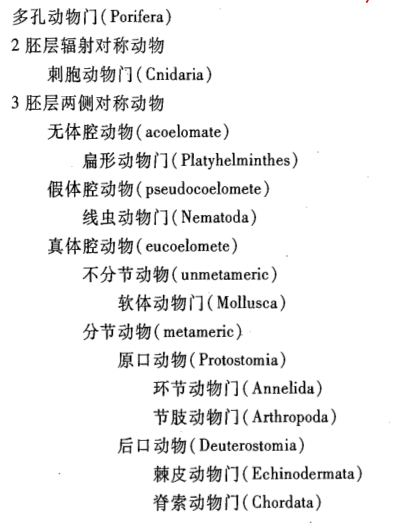 多孔动物门(Porifera)
2 胚层辐射对称动物
刺胞动物门(Cnidaria)
3 胚层两侧对称动物
无体腔动物(acoelomate)
扁形动物门(Platyhelminthes)
假体腔动物(pseudocoelomete)
线虫动物门(Nematoda)
真体腔动物(eucoelomete)
不分节动物(unmetameric)
软体动物门(Mollusca)
分节动物(metameric)
原口动物(Protostomia)
环节动物门(Annelida)
节肢动物门(Arthropoda)
后口动物(Deuterostomia)
棘皮动物门(Echinodermata)
脊索动物门(Chordata)